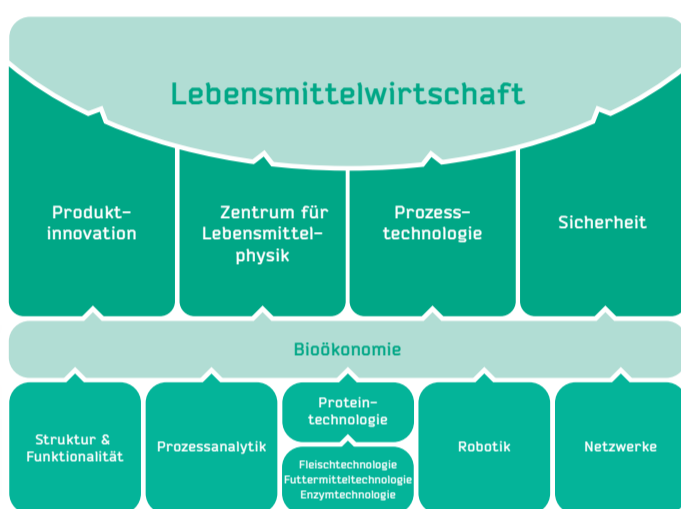 Lebensmittelwirtschaft
Produkt-
innovation
Zentrum für
Lebensmittel-
physik
Prozess-
technologie
Sicherheit
Bioökonomie
Struktur &
Funktionalität
Prozessanalytik
Protein-
technologie
Fleischtechnologie
Futtermitteltechnologie
Enzymtechnologie
Robotik
Netzwerke